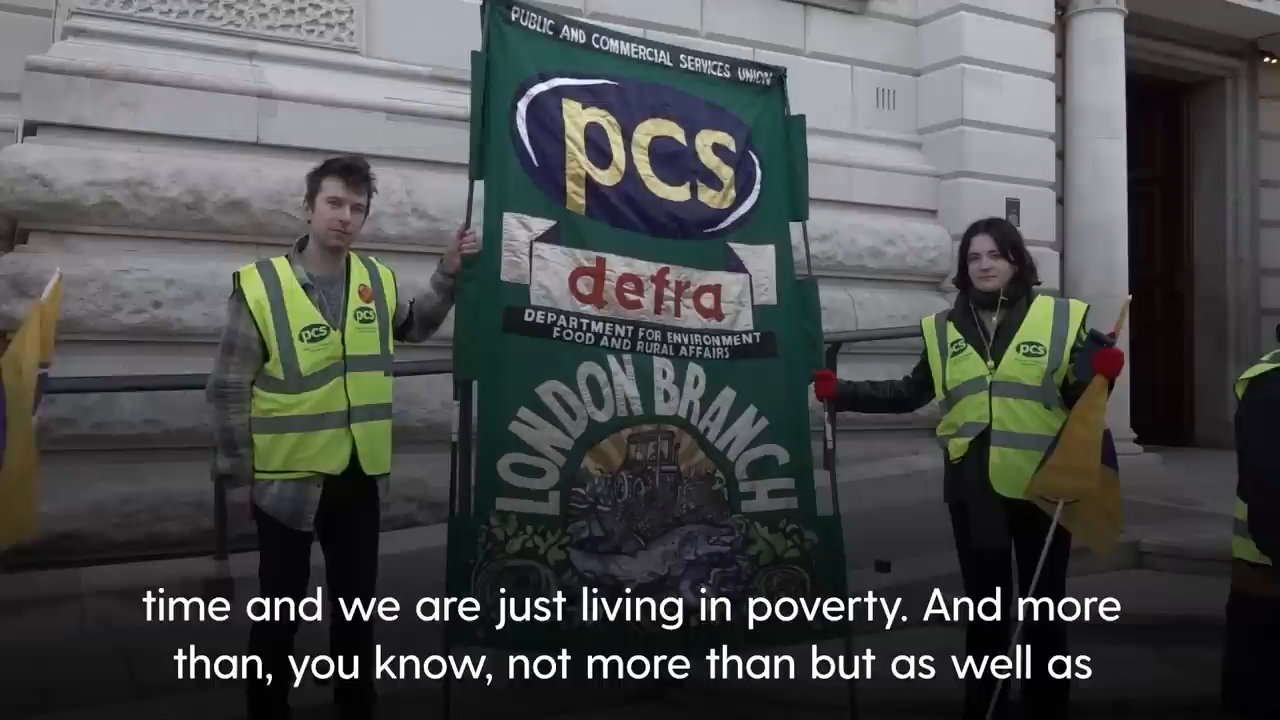 PUBLIC AND COMMERCIAL SERVICES UNION
pcs
defra
DEPARTMENT FOR ENVIRONMENT
FOOD AND RURAL AFFAIRS
LONDON BRANCH
pcs
pcs
pcs
pcs
time and we are just living in poverty. And more
than, you know, not more than but as well as